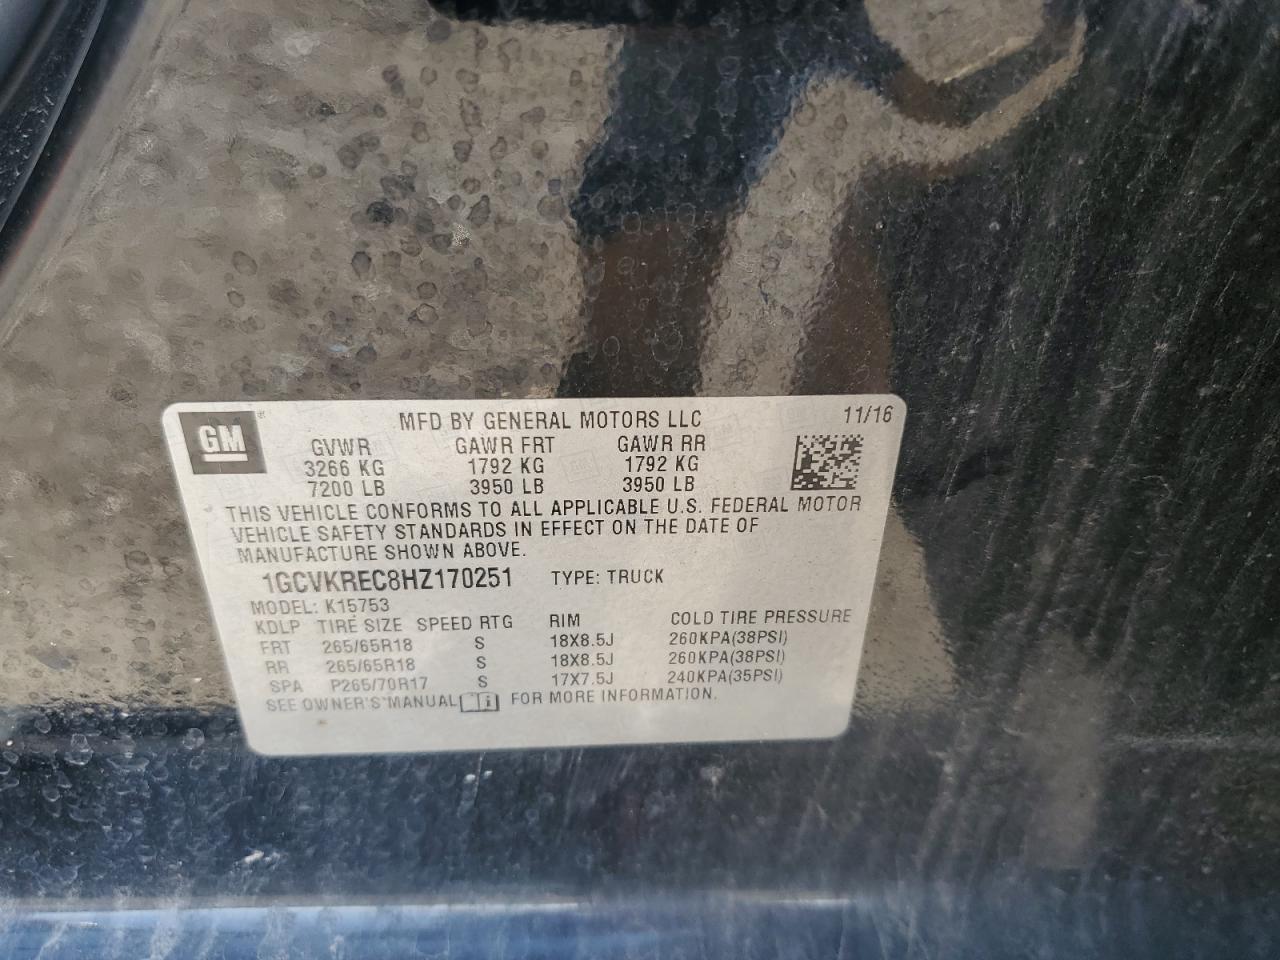 GM
MFD BY GENERAL MOTORS LLC 11/16
GVWR GAWR FRT GAWR RR
3266 KG 1792 KG 1792 KG
7200 LB 3950 LB 3950 LB
THIS VEHICLE CONFORMS TO ALL APPLICABLE U.S. FEDERAL MOTOR
VEHICLE SAFETY STANDARDS IN EFFECT ON THE DATE OF
MANUFACTURE SHOWN ABOVE.
1GCVKREC8HZ170251 TYPE: TRUCK
MODEL: K15753
KDLP TIRE SIZE SPEED RTG RIM COLD TIRE PRESSURE
FRT 265/65R18 S 18X8.5J 260KPA(38PSI)
RR 265/65R18 S 18X8.5J 260KPA(38PSI)
SPA P265/70R17 S 17X7.5J 240KPA(35PSI)
SEE OWNER'S MANUAL FOR MORE INFORMATION.